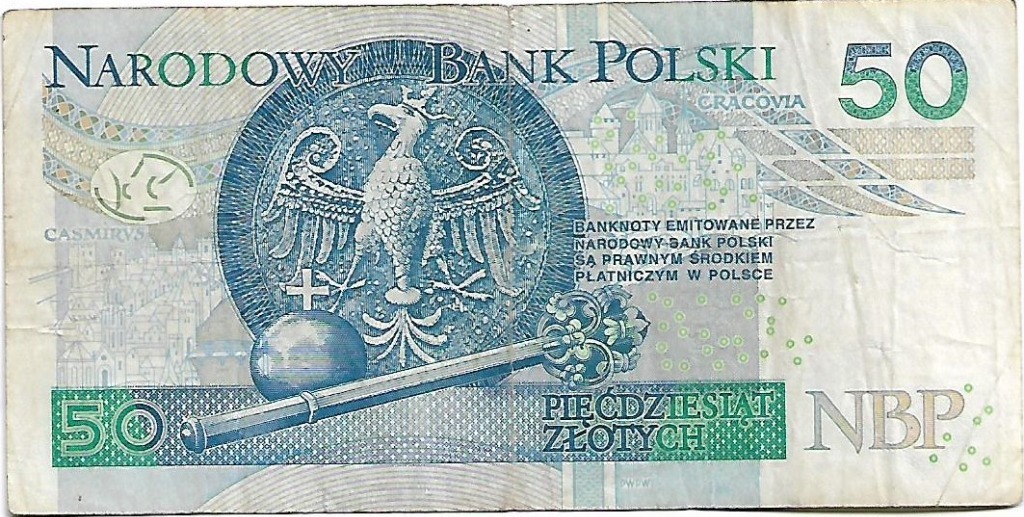 NARODOWY BANK POLSKI
50
CRACOVIA
CASMIRVS
BANKNOTY EMITOWANE PRZEZ
NARODOWY BANK POLSKI
SĄ PRAWNYM ŚRODKIEM
PŁATNICZYM W POLSCE
50
PIĘĆDZIESIĄT
ZŁOTYCH
NBP